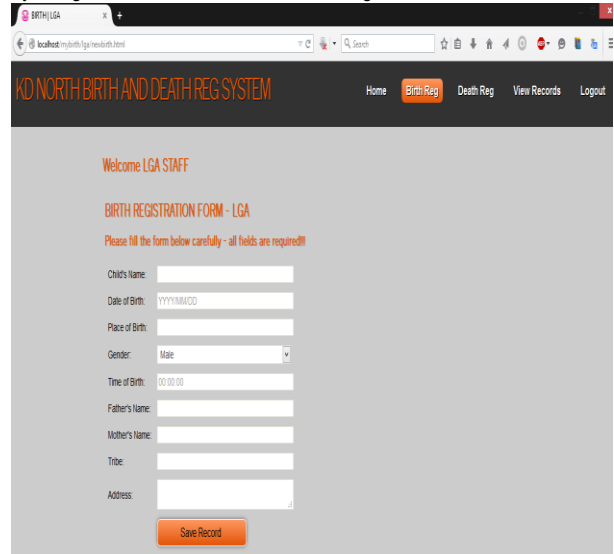 BIRTH|LGA x +
localhost/mybirth/lga/newbirth.html Search
KD NORTH BIRTH AND DEATH REG SYSTEM Home Birth Reg Death Reg View Records Logout
Welcome LGA STAFF
BIRTH REGISTRATION FORM - LGA
Please fill the form below carefully - all fields are required!!!
Child's Name:
Date of Birth: YYYY/MM/DD
Place of Birth:
Gender: Male
Time of Birth: 00:00:00
Father's Name:
Mother's Name:
Tribe:
Address:
Save Record